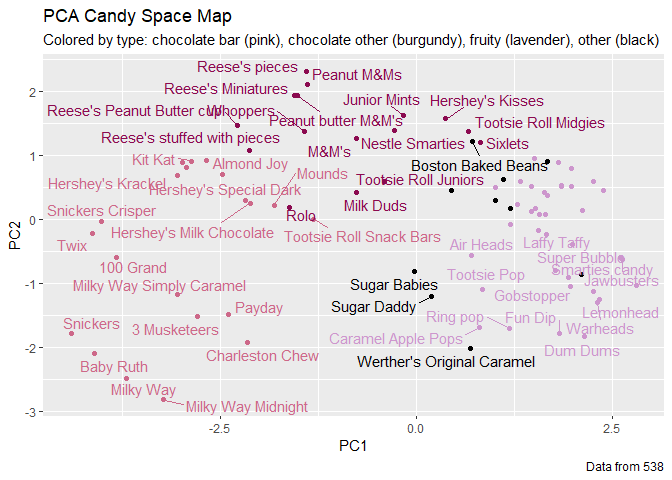 PCA Candy Space Map
Colored by type: chocolate bar (pink), chocolate other (burgundy), fruity (lavender), other (black)
Reese's pieces
Peanut M&Ms
Reese's Miniatures
Junior Mints
Hershey's Kisses
Reese's Peanut Butter cup
Whoppers
Peanut butter M&M's
Tootsie Roll Midgies
Reese's stuffed with pieces
M&M's
Nestle Smarties
Sixlets
Kit Kat
Almond Joy
Boston Baked Beans
Hershey's Krackel
Mounds
Tootsie Roll Juniors
Hershey's Special Dark
Snickers Crisper
Rolo
Milk Duds
Hershey's Milk Chocolate
Tootsie Roll Snack Bars
Twix
Air Heads
Laffy Taffy
100 Grand
Super Bubble
Smarties candy
Milk Way Simply Caramel
Sugar Babies
Tootsie Pop
Jawbusters
Gobstopper
Payday
Sugar Daddy
Lemonhead
Snickers
3 Musketeers
Ring pop
Fun Dip
Warheads
Caramel Apple Pops
Charleston Chew
Dum Dums
Baby Ruth
Werther's Original Caramel
Milky Way
Milky Way Midnight
2
1
0
-1
-2
-3
PC2
-2.5
0.0
2.5
PC1
Data from 538